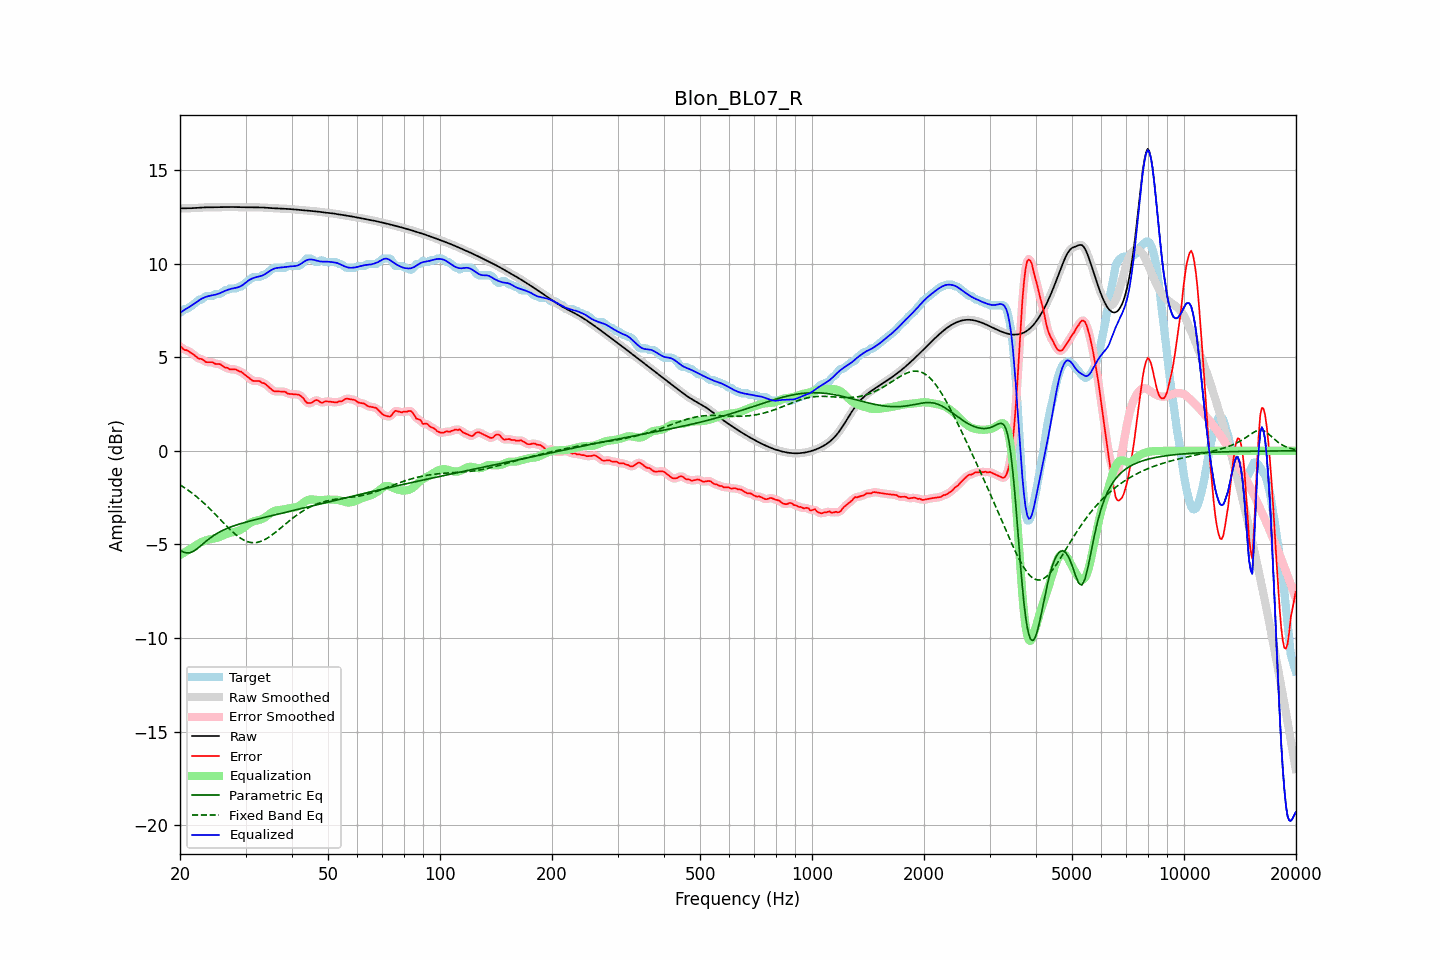 Blon_BL07_R
Amplitude (dBr)
15
10
5
0
−5
−10
−15
−20
Target
Raw Smoothed
Error Smoothed
Raw
Error
Equalization
Parametric Eq
Fixed Band Eq
Equalized
20 50 100 200 500 1000 2000 5000 10000 20000
Frequency (Hz)